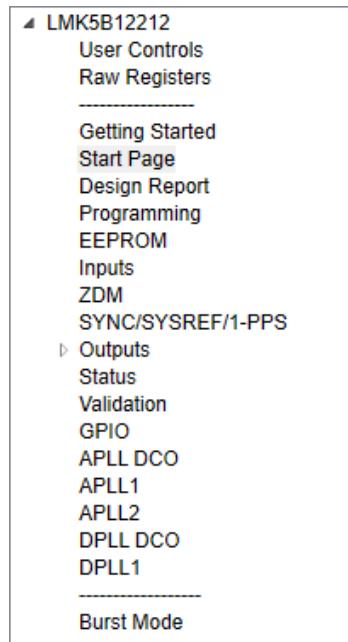 LMK5B12212
User Controls
Raw Registers
-----------------
Getting Started
Start Page
Design Report
Programming
EEPROM
Inputs
ZDM
SYNC/SYSREF/1-PPS
Outputs
Status
Validation
GPIO
APLL DCO
APLL1
APLL2
DPLL DCO
DPLL1
------------------
Burst Mode